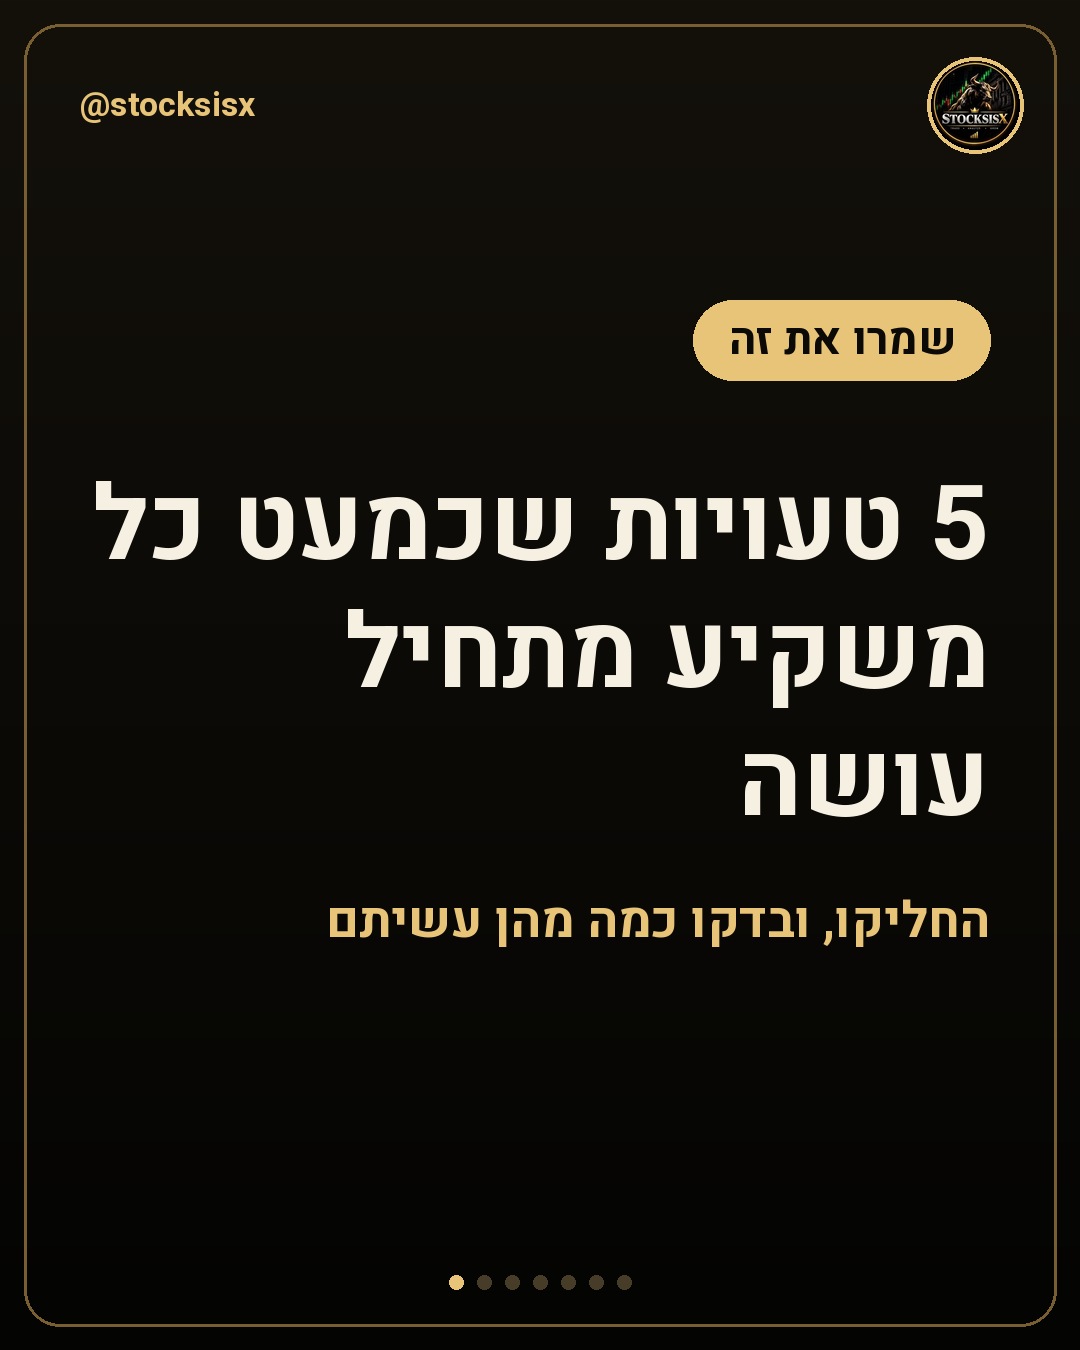 @stocksisx
STOCKSISX
שמרו את זה
5 טעויות שכמעט כל
משקיע מתחיל
עושה
החליקו, ובדקו כמה מהן עשיתם